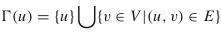 Γ(u) = {u} ⋃ {v ∈ V|(u, v) ∈ E}